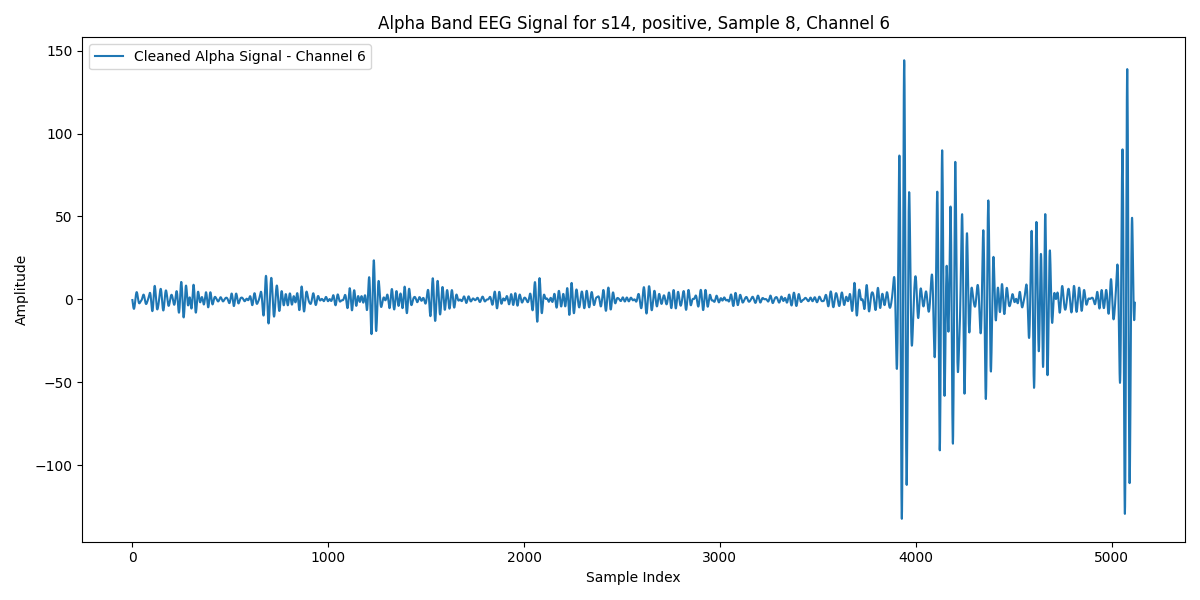 Alpha Band EEG Signal for s14, positive, Sample 8, Channel 6
Cleaned Alpha Signal - Channel 6
150
100
50
0
−50
−100
Amplitude
0 1000 2000 3000 4000 5000
Sample Index